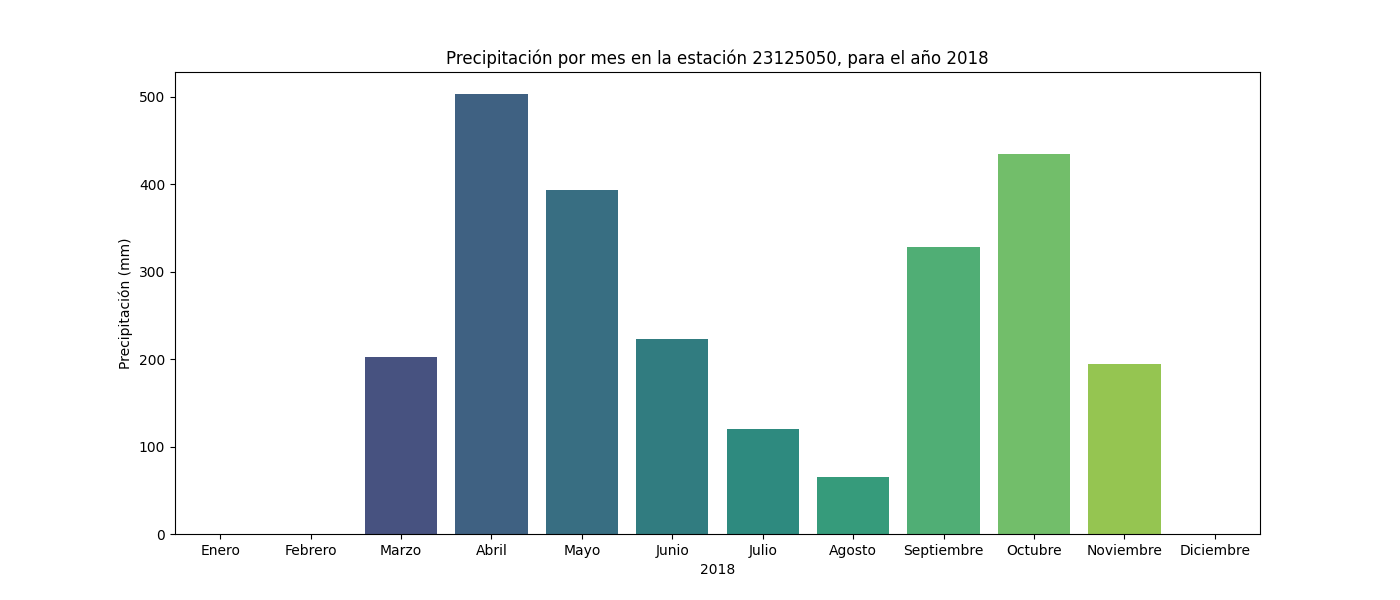 Precipitación por mes en la estación 23125050, para el año 2018
Precipitación (mm)
500
400
300
200
100
0
Enero Febrero Marzo Abril Mayo Junio Julio Agosto Septiembre Octubre Noviembre Diciembre
2018